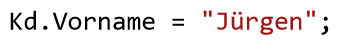 Kd.Vorname = "Jürgen";